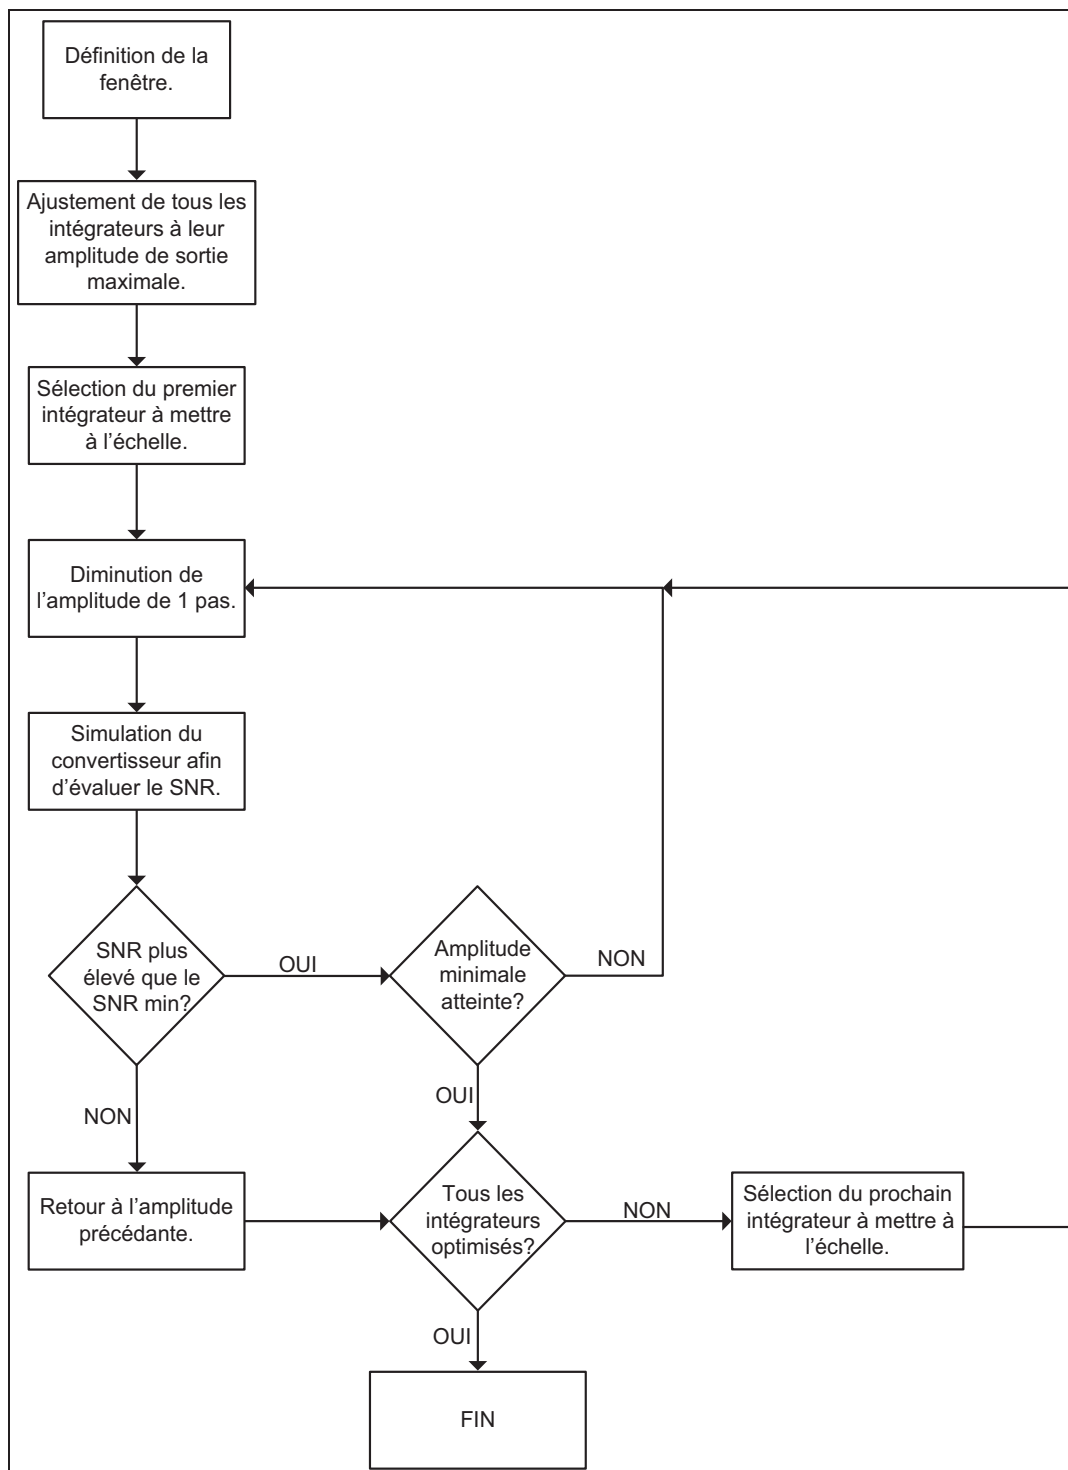 Définition de la
fenêtre.
Ajustement de tous les
intégrateurs à leur
amplitude de sortie
maximale.
Sélection du premier
intégrateur à mettre
à l'échelle.
Diminution de
l'amplitude de 1 pas.
Simulation du
convertisseur afin
d'évaluer le SNR.
SNR plus
élevé que le
SNR min?
OUI
Amplitude
minimale
atteinte?
NON
OUI
NON
Retour à l'amplitude
précédante.
Tous les
intégrateurs
optimisés?
NON
Sélection du prochain
intégrateur à mettre à
l'échelle.
OUI
FIN